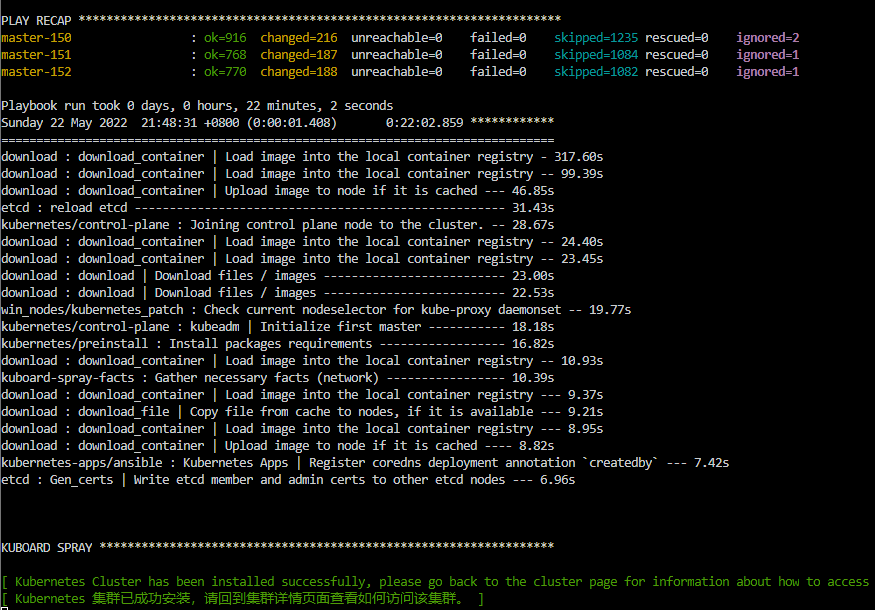 PLAY RECAP *********************************************************************
master-150                 : ok=916  changed=216  unreachable=0    failed=0    skipped=1235 rescued=0    ignored=2
master-151                 : ok=768  changed=187  unreachable=0    failed=0    skipped=1084 rescued=0    ignored=1
master-152                 : ok=770  changed=188  unreachable=0    failed=0    skipped=1082 rescued=0    ignored=1
Playbook run took 0 days, 0 hours, 22 minutes, 2 seconds
Sunday 22 May 2022  21:48:31 +0800 (0:00:01.408)       0:22:02.859 ************
===============================================================================
download : download_container | Load image into the local container registry - 317.60s
download : download_container | Load image into the local container registry -- 99.39s
download : download_container | Upload image to node if it is cached --- 46.85s
etcd : reload etcd ----------------------------------------------------- 31.43s
kubernetes/control-plane : Joining control plane node to the cluster. -- 28.67s
download : download_container | Load image into the local container registry -- 24.40s
download : download_container | Load image into the local container registry -- 23.45s
download : download | Download files / images -------------------------- 23.00s
download : download | Download files / images -------------------------- 22.53s
win_nodes/kubernetes_patch : Check current nodeselector for kube-proxy daemonset -- 19.77s
kubernetes/control-plane : kubeadm | Initialize first master ----------- 18.18s
kubernetes/preinstall : Install packages requirements ------------------ 16.82s
download : download_container | Load image into the local container registry -- 10.93s
kuboard-spray-facts : Gather necessary facts (network) ----------------- 10.39s
download : download_container | Load image into the local container registry --- 9.37s
download : download_file | Copy file from cache to nodes, if it is available --- 9.21s
download : download_container | Load image into the local container registry --- 8.95s
download : download_container | Upload image to node if it is cached ---- 8.82s
kubernetes-apps/ansible : Kubernetes Apps | Register coredns deployment annotation `createdby` --- 7.42s
etcd : Gen_certs | Write etcd member and admin certs to other etcd nodes --- 6.96s
KUBOARD SPRAY *****************************************************************
[ Kubernetes Cluster has been installed successfully, please go back to the cluster page for information about how to access
[ Kubernetes 集群已成功安装，请回到集群详情页面查看如何访问该集群。 ]